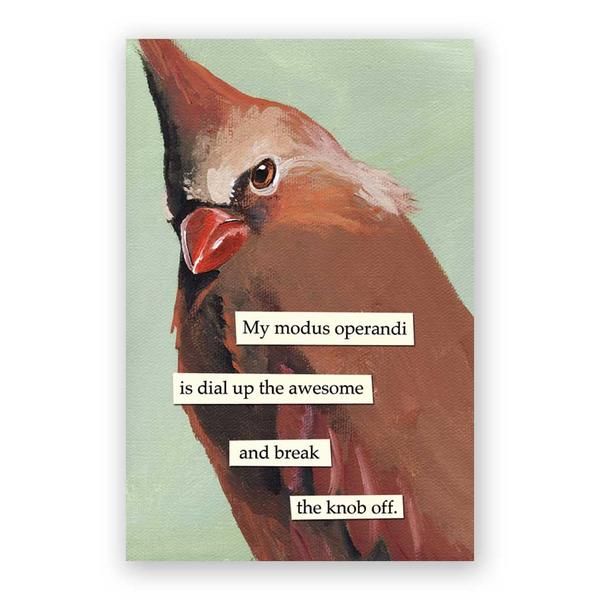 My modus operandi
is dial up the awesome
and break
the knob off.